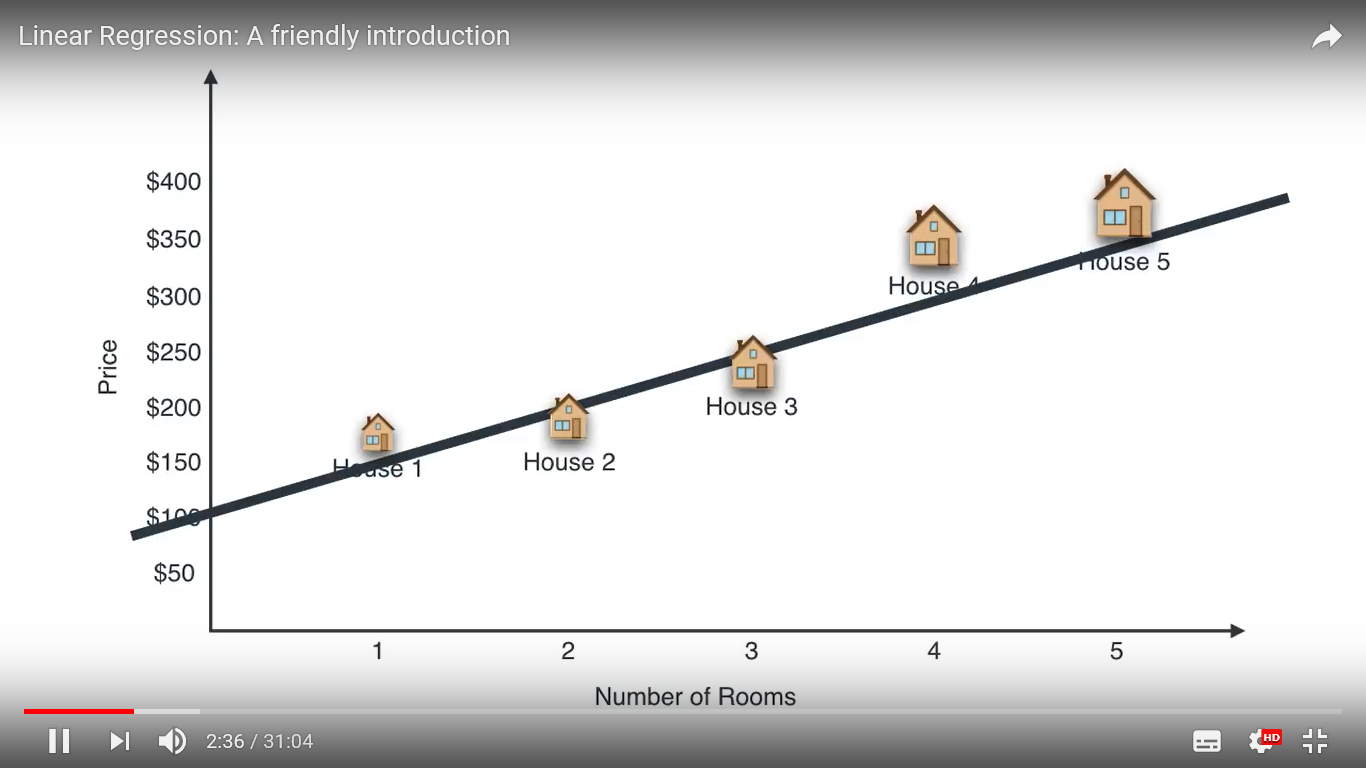 Linear Regression: A friendly introduction
$400
$350
$300
$250
$200
$150
$100
$50
Price
House 1
House 2
House 3
House 4
House 5
1
2
3
4
5
Number of Rooms
2:36 / 31:04
HD